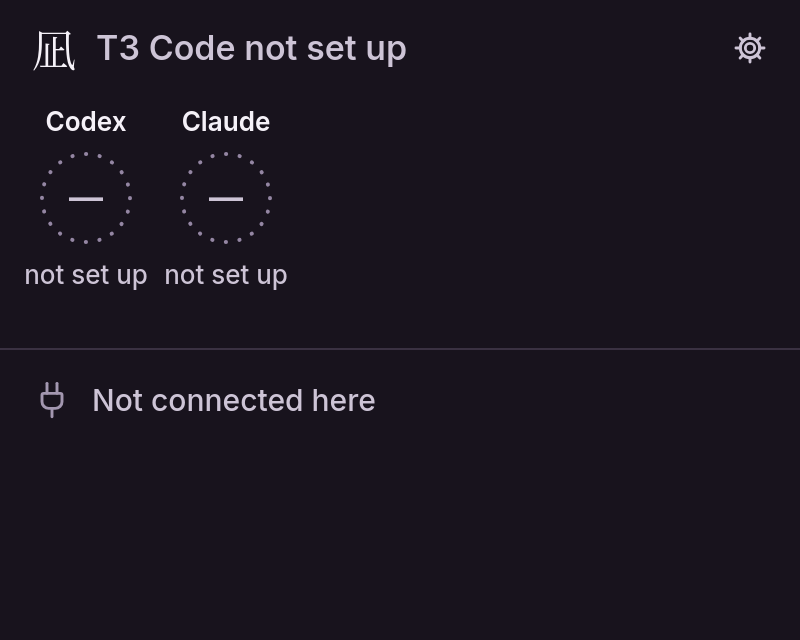 凪 T3 Code not set up
Codex Claude
— —
not set up not set up
Not connected here